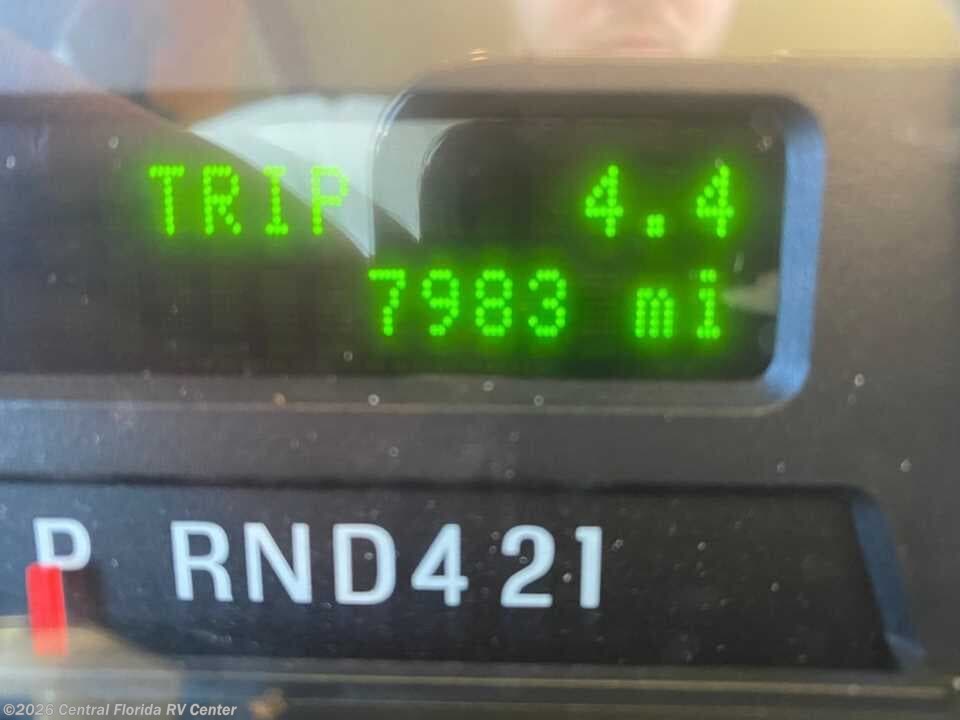 TRIP 4.4
7983 mi
P RND421
©2026 Central Florida RV Center